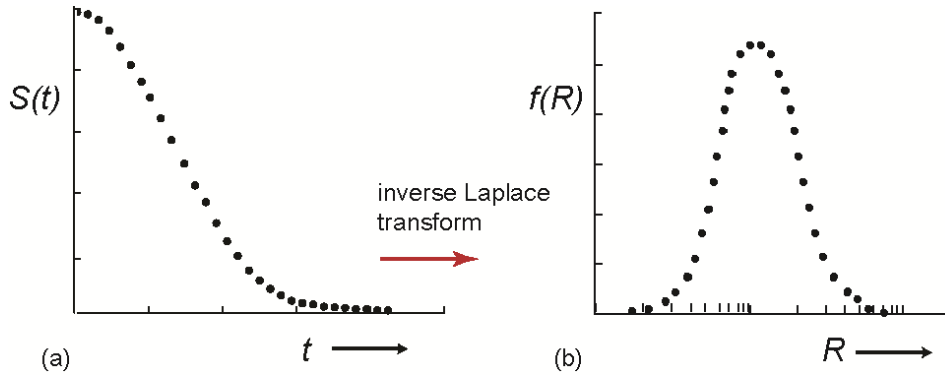 S(t)
f(R)
inverse Laplace
transform
(a)
t
(b)
R